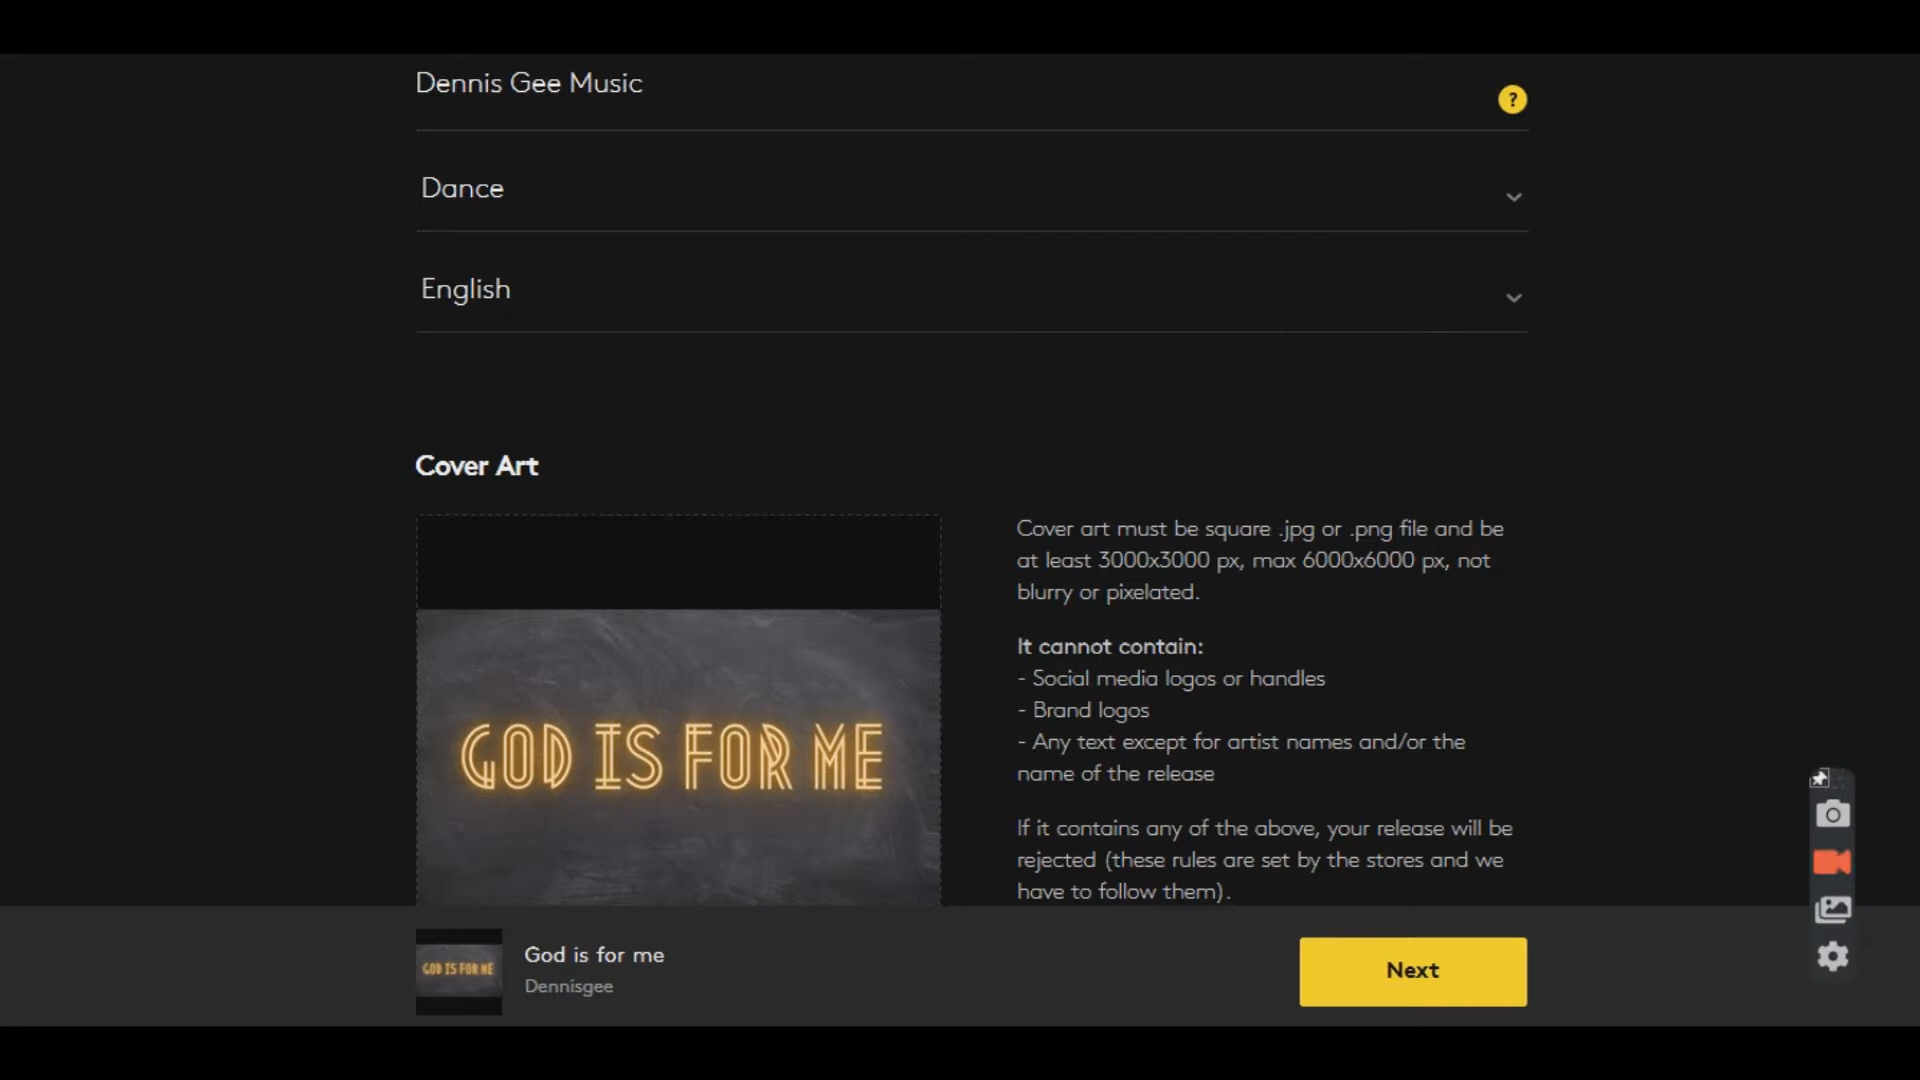 Dennis Gee Music
?
Dance
English
Cover Art
GOD IS FOR ME
Cover art must be square .jpg or .png file and be
at least 3000x3000 px, max 6000x6000 px, not
blurry or pixelated.
It cannot contain:
- Social media logos or handles
- Brand logos
- Any text except for artist names and/or the
name of the release
If it contains any of the above, your release will be
rejected (these rules are set by the stores and we
have to follow them).
GOD IS FOR ME
God is for me
Dennisgee
Next